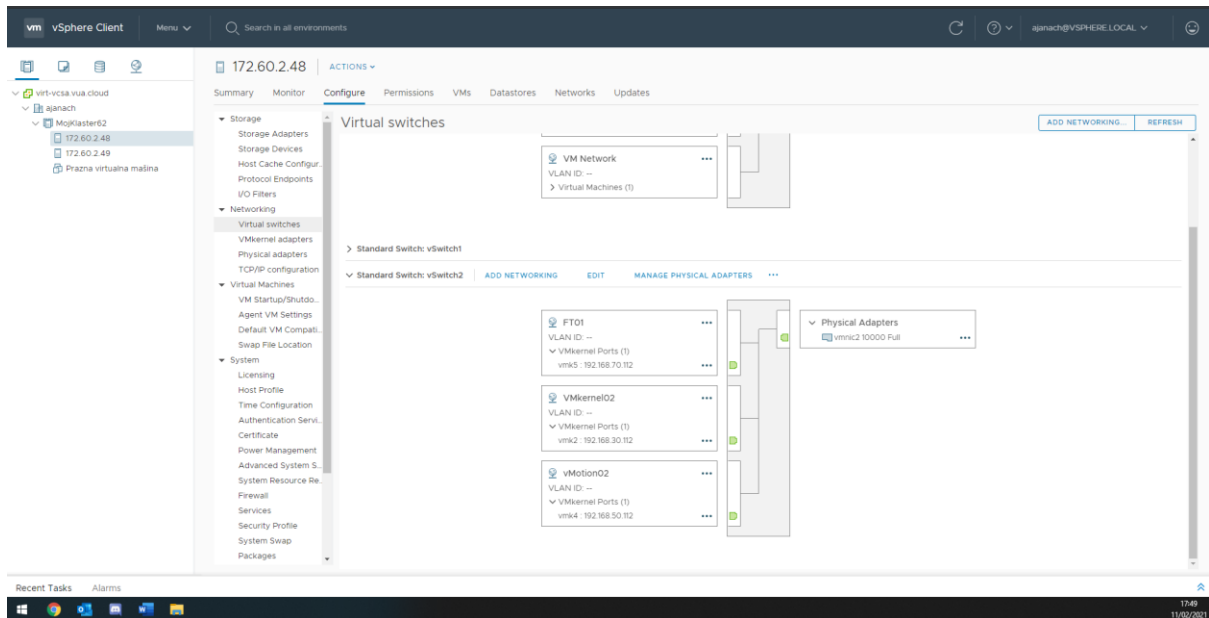 vm vSphere Client Menu Search in all environments ajanach@VSPHERE.LOCAL
172.60.2.48 ACTIONS
Summary Monitor Configure Permissions VMs Datastores Networks Updates
virt-vcsa.vua.cloud
ajanach
MojKlaster62
172.60.2.48
172.60.2.49
Prazna virtualna mašina
Storage
Storage Adapters
Storage Devices
Host Cache Configur..
Protocol Endpoints
I/O Filters
Networking
Virtual switches
VMkernel adapters
Physical adapters
TCP/IP configuration
Virtual Machines
VM Startup/Shutdo..
Agent VM Settings
Default VM Compati..
Swap File Location
System
Licensing
Host Profile
Time Configuration
Authentication Servi..
Certificate
Power Management
Advanced System S..
System Resource Re..
Firewall
Services
Security Profile
System Swap
Packages
Virtual switches
ADD NETWORKING... REFRESH
VM Network ...
VLAN ID: --
Virtual Machines (1)
Standard Switch: vSwitch1
Standard Switch: vSwitch2 ADD NETWORKING EDIT MANAGE PHYSICAL ADAPTERS ...
FT01 ...
VLAN ID: --
VMkernel Ports (1)
vmk5 : 192.168.70.112 ...
Physical Adapters
vmnic2 10000 Full ...
VMkernel02 ...
VLAN ID: --
VMkernel Ports (1)
vmk2 : 192.168.30.112 ...
vMotion02 ...
VLAN ID: --
VMkernel Ports (1)
vmk4 : 192.168.50.112 ...
Recent Tasks Alarms
17:49
11/02/2021